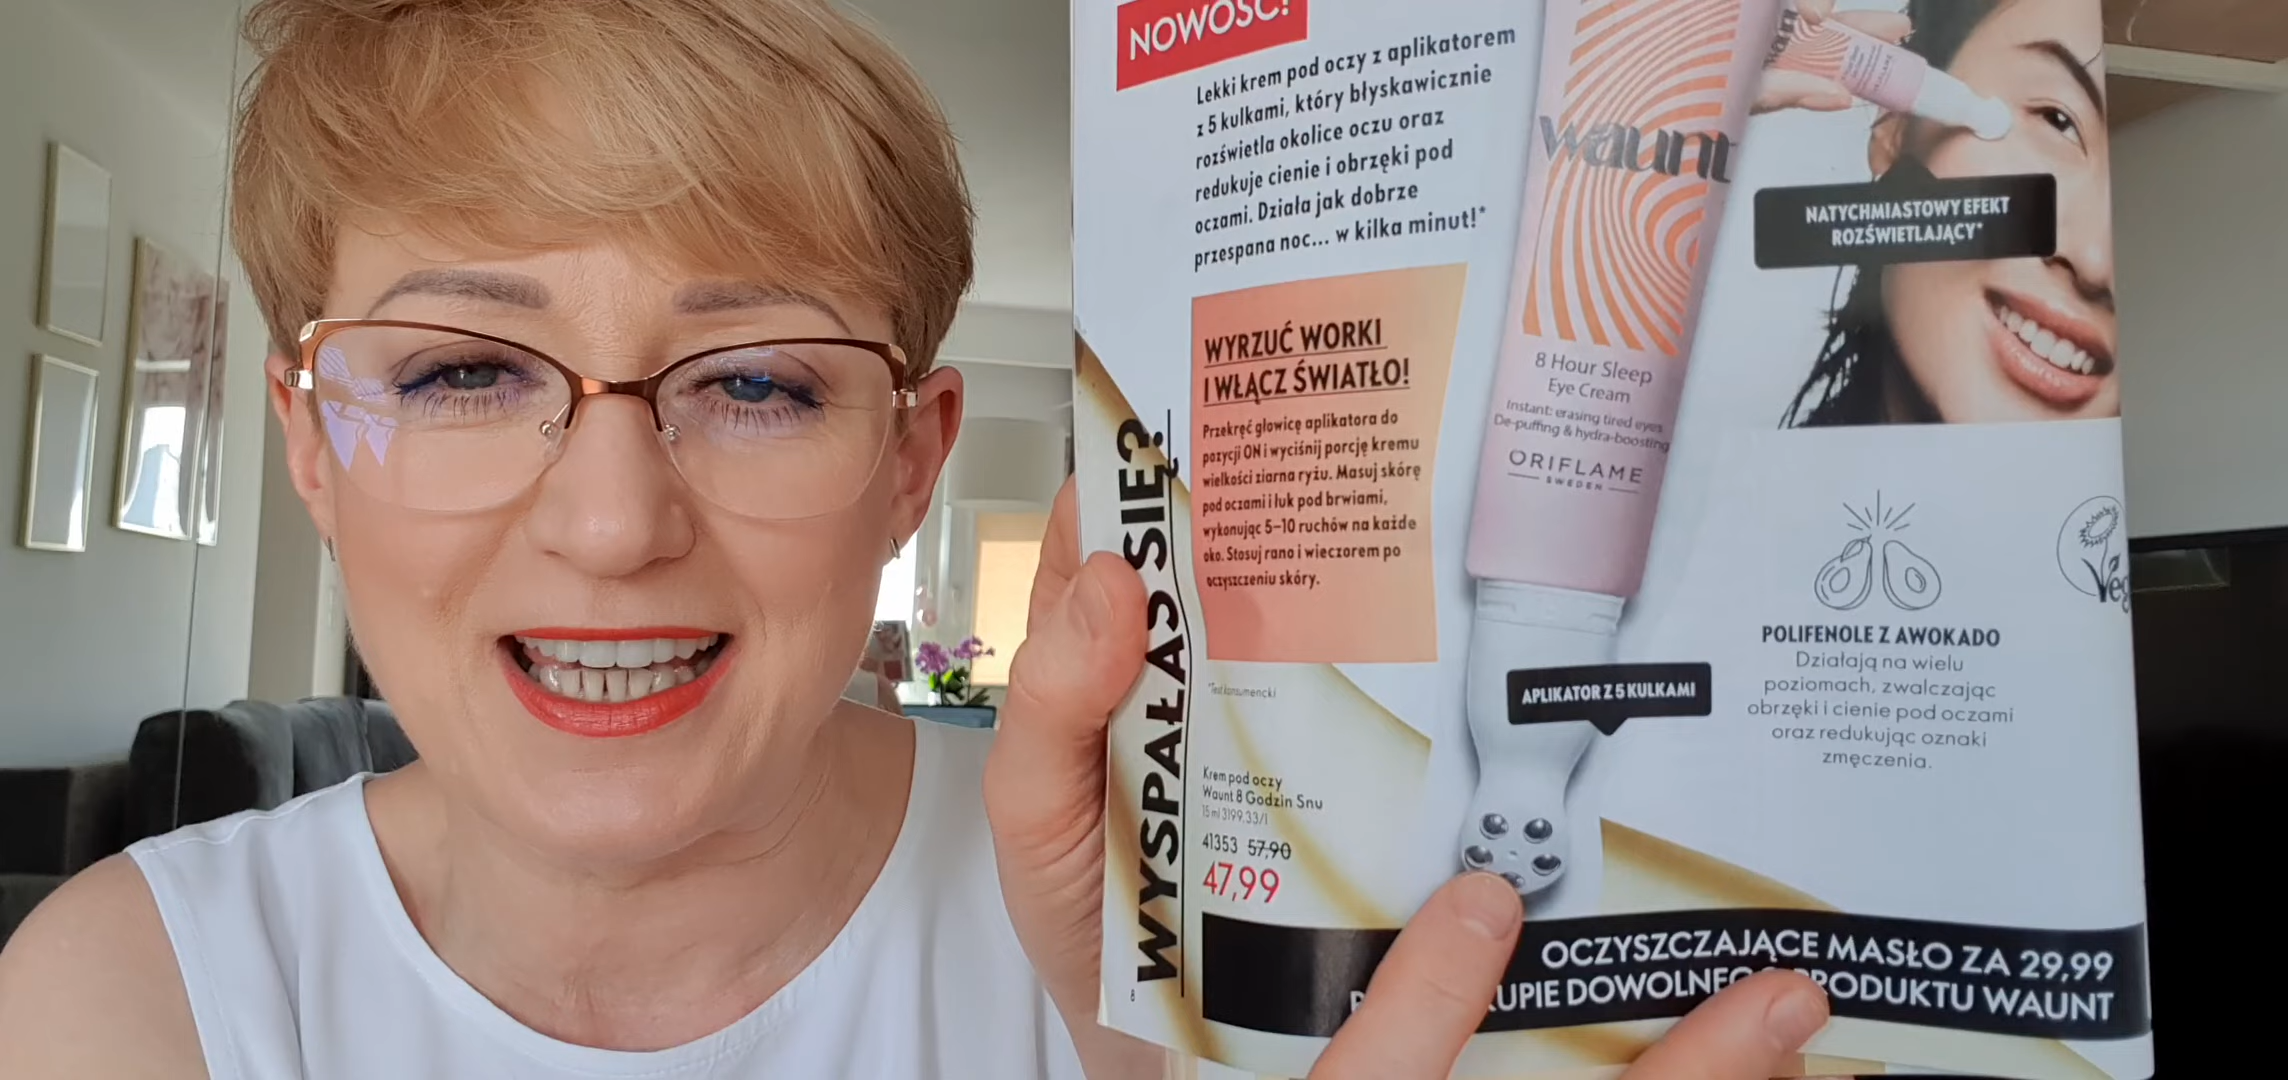 NOWOŚĆ!
Lekki krem pod oczy z aplikatorem
z 5 kulkami, który błyskawicznie
rozświetla okolice oczu oraz
redukuje cienie i obrzęki pod
oczami. Działa jak dobrze
przespana noc... w kilka minut!*
WYRZUĆ WORKI
I WŁĄCZ ŚWIATŁO!
Przekręć głowicę aplikatora do
pozycji ON i wyciśnij porcję kremu
wielkości ziarna ryżu. Masuj skórę
pod oczami i łuk pod brwiami,
wykonując 5–10 ruchów na każde
oko. Stosuj rano i wieczorem po
oczyszczeniu skóry.
*Test konsumencki
WYSPAŁAŚ SIĘ?
Krem pod oczy
Waunt 8 Godzin Snu
15 ml 3199.33/l
41353 57,90
47,99
8
waunt
8 Hour Sleep
Eye Cream
Instant: erasing tired eyes
De-puffing & hydra-boosting
ORIFLAME
SWEDEN
APLIKATOR Z 5 KULKAMI
waunt
ORIFLAME
NATYCHMIASTOWY EFEKT
ROZŚWIETLAJĄCY*
Veg
POLIFENOLE Z AWOKADO
Działają na wielu
poziomach, zwalczając
obrzęki i cienie pod oczami
oraz redukując oznaki
zmęczenia.
OCZYSZCZAJĄCE MASŁO ZA 29,99
UPIE DOWOLNEGO PRODUKTU WAUNT